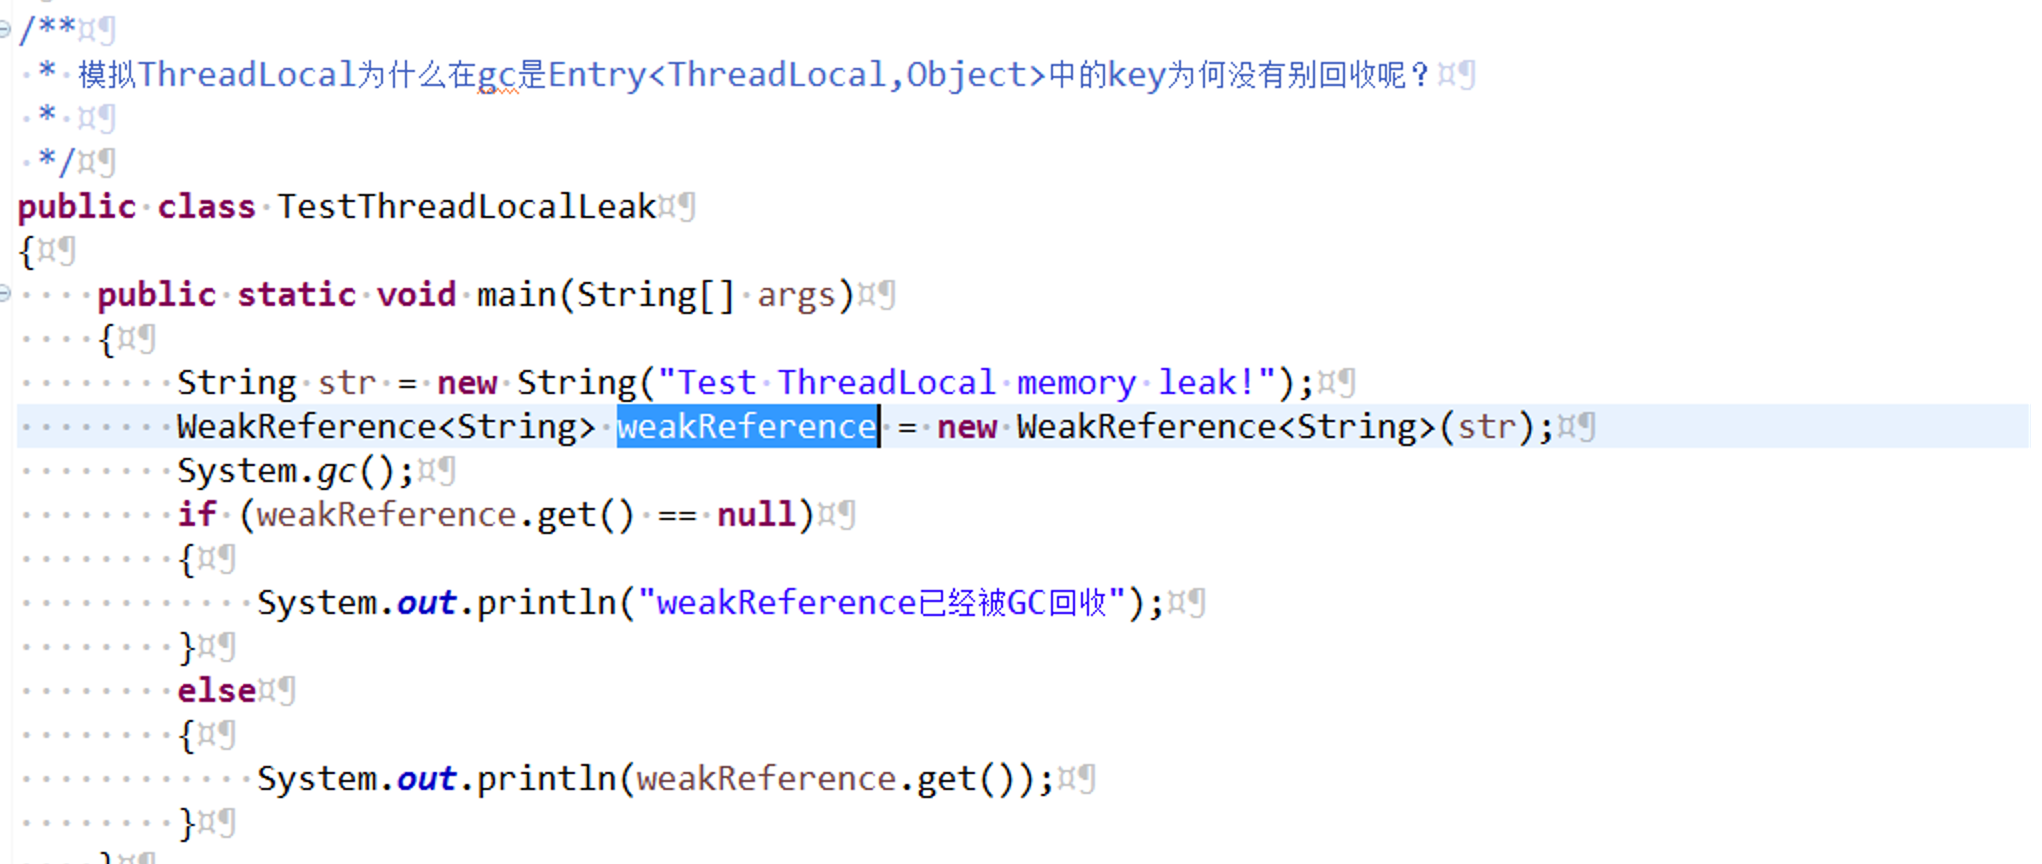 /**
 * 模拟ThreadLocal为什么在gc是Entry<ThreadLocal,Object>中的key为何没有别回收呢？
 *
 */
public class TestThreadLocalLeak
{
    public static void main(String[] args)
    {
        String str = new String("Test ThreadLocal memory leak!");
        WeakReference<String> weakReference = new WeakReference<String>(str);
        System.gc();
        if (weakReference.get() == null)
        {
            System.out.println("weakReference已经被GC回收");
        }
        else
        {
            System.out.println(weakReference.get());
        }
    }